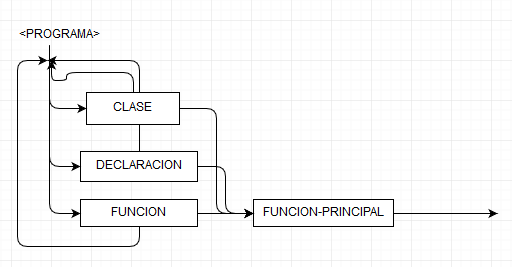 <PROGRAMA>
CLASE
DECLARACION
FUNCION
FUNCION-PRINCIPAL